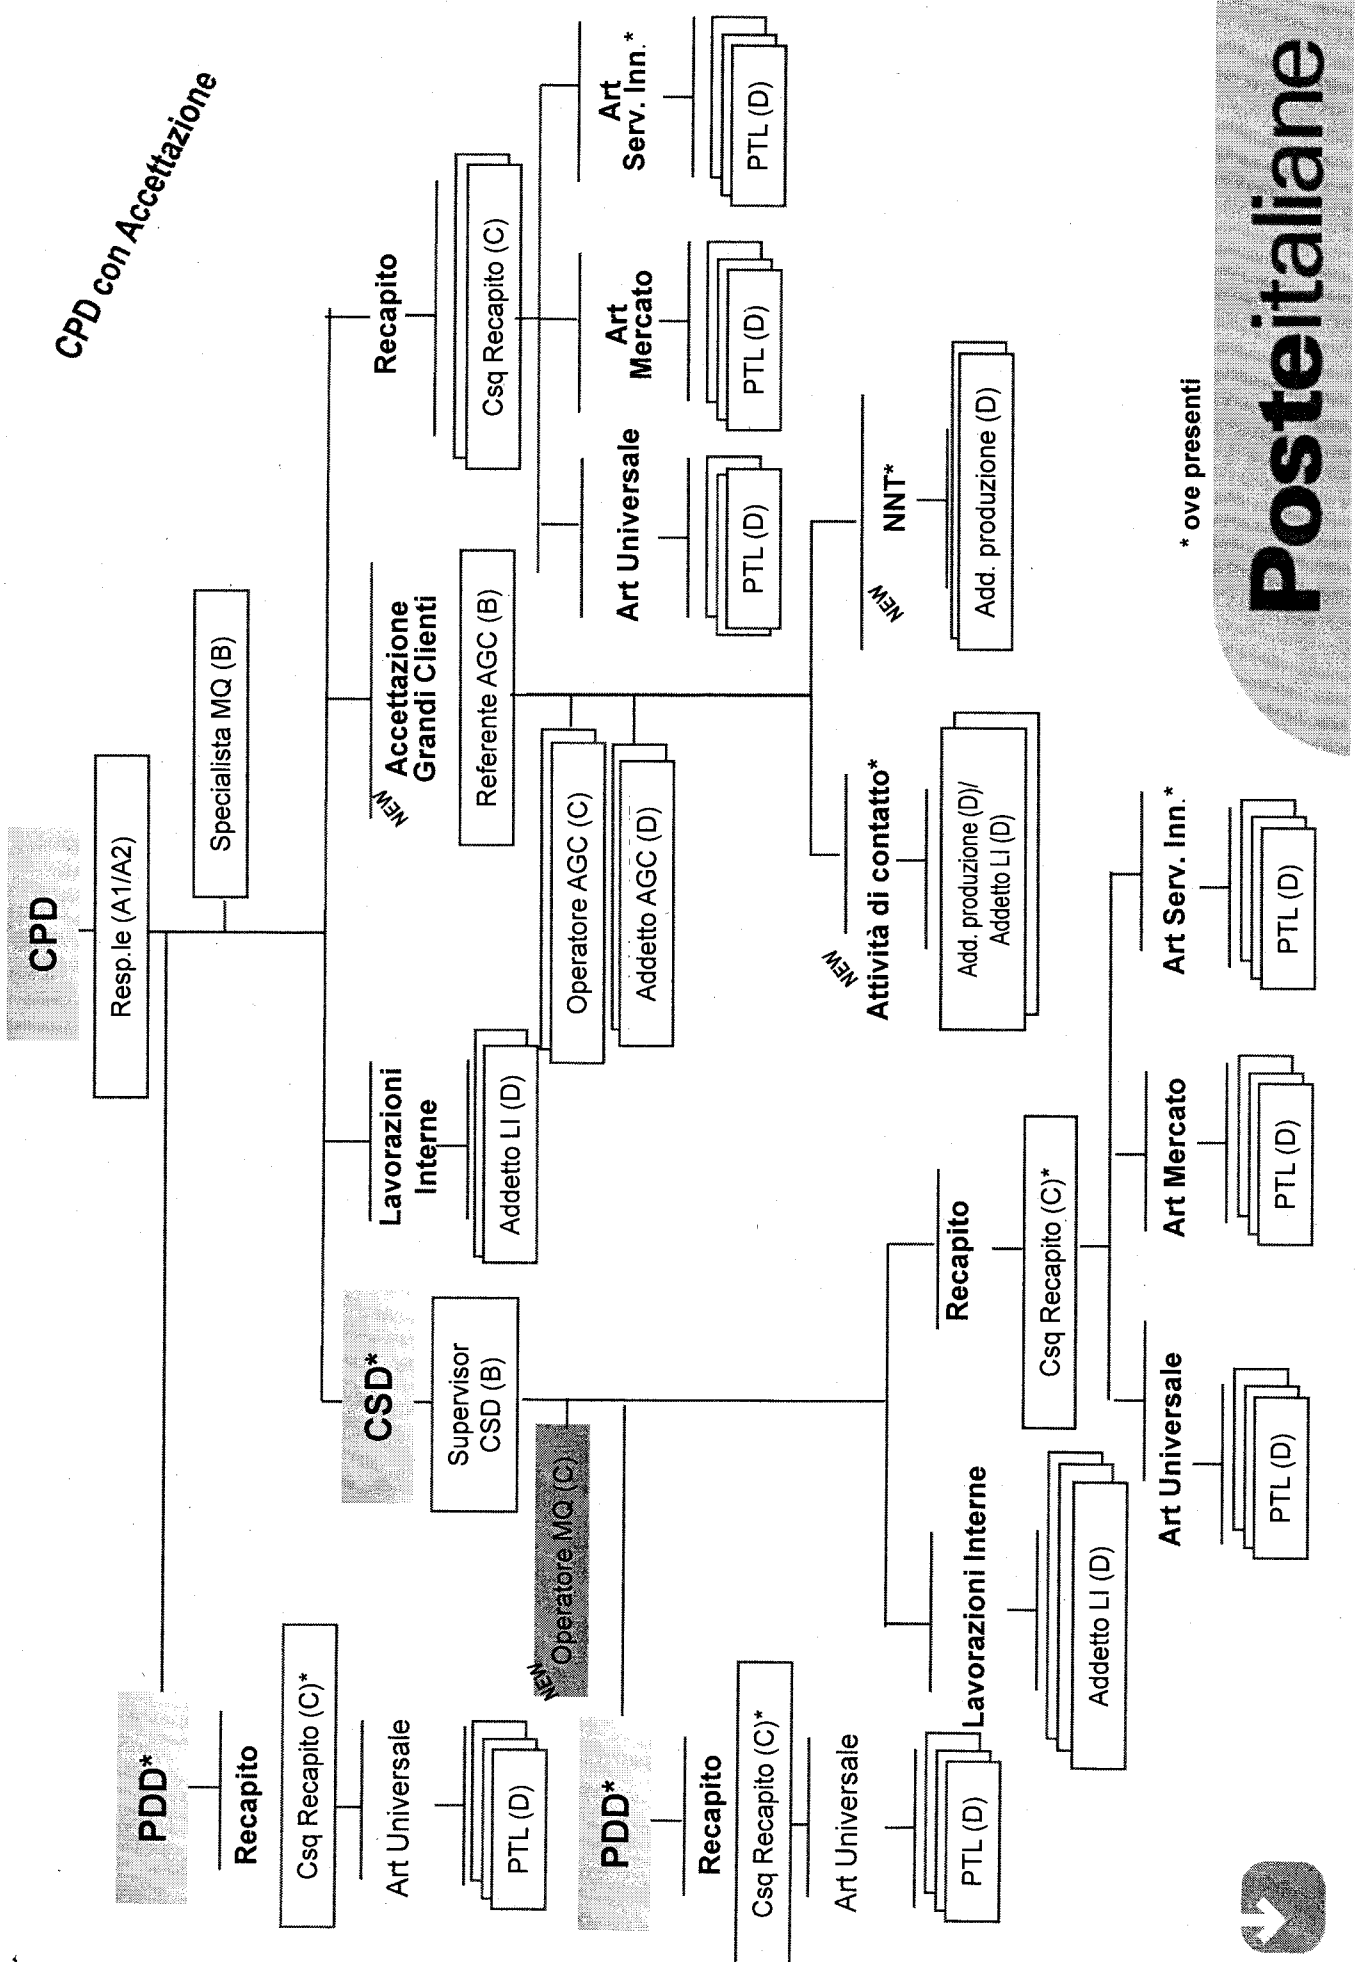 CPD con Accettazione
CPD
Resp.le (A1/A2)
Specialista MQ (B)
PDD*
Recapito
Csq Recapito (C)*
Art Universale
PTL (D)
CSD*
Supervisor
CSD (B)
NEW
Operatore MQ (C)
PDD*
Recapito
Csq Recapito (C)*
Art Universale
PTL (D)
Lavorazioni Interne
Addetto LI (D)
Recapito
Csq Recapito (C)*
Art Universale
PTL (D)
Art Mercato
PTL (D)
Art Serv. Inn.*
PTL (D)
Lavorazioni
Interne
Addetto LI (D)
NEW
Accettazione
Grandi Clienti
Referente AGC (B)
Operatore AGC (C)
Addetto AGC (D)
NEW
Attività di contatto*
Add. produzione (D)/
Addetto LI (D)
NEW
NNT*
Add. produzione (D)
Recapito
Csq Recapito (C)
Art Universale
PTL (D)
Art
Mercato
PTL (D)
Art
Serv. Inn.*
PTL (D)
* ove presenti
Posteitaliane